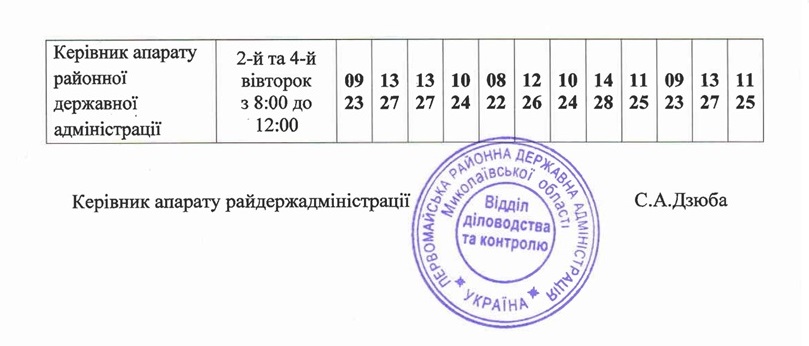 Керівник апарату
районної
державної
адміністрації
2-й та 4-й
вівторок
з 8:00 до
12:00
09 13 13 10 08 12 10 14 11 09 13 11
23 27 27 24 22 26 24 28 25 23 27 25
Керівник апарату райдержадміністрації
С.А.Дзюба
ПЕРВОМАЙСЬКА РАЙОННА ДЕРЖАВНА АДМІНІСТРАЦІЯ
Миколаївської області
Відділ
діловодства
та контролю
* УКРАЇНА *